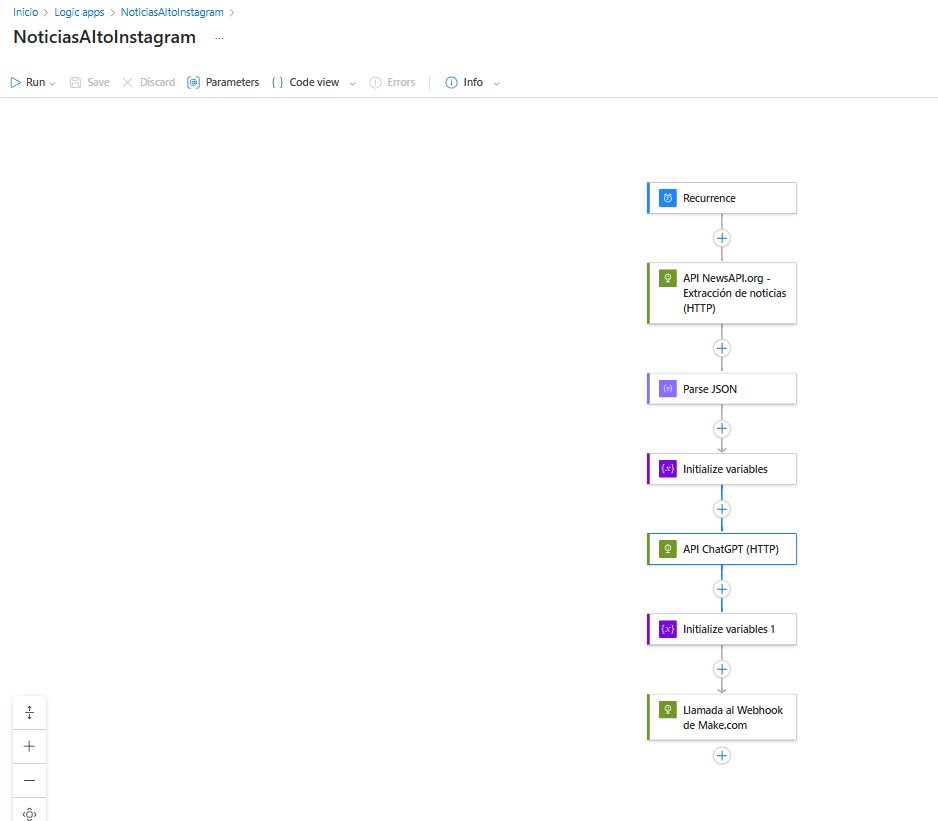 Inicio > Logic apps > NoticiasAltoInstagram >
NoticiasAltoInstagram ...
Run Save Discard Parameters { } Code view Errors Info
Recurrence
API NewsAPI.org -
Extracción de noticias
(HTTP)
Parse JSON
Initialize variables
API ChatGPT (HTTP)
Initialize variables 1
Llamada al Webhook
de Make.com